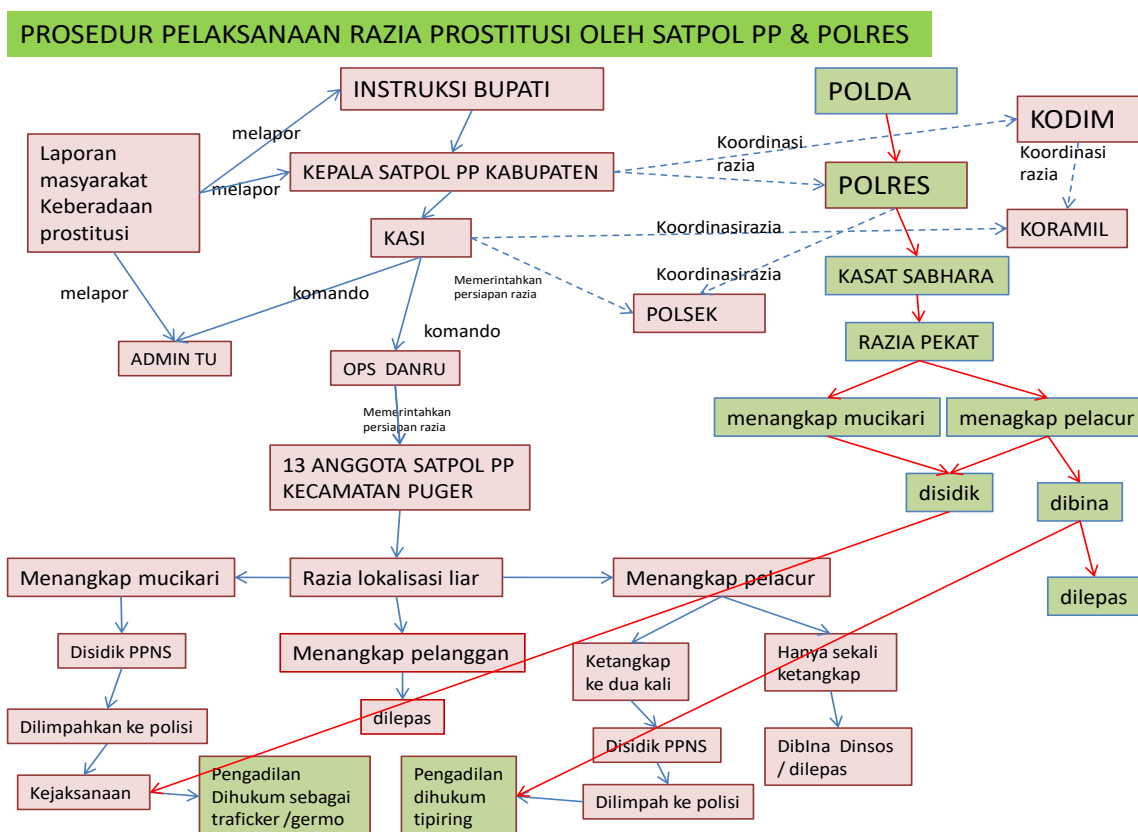 PROSEDUR PELAKSANAAN RAZIA PROSTITUSI OLEH SATPOL PP & POLRES
INSTRUKSI BUPATI
POLDA
KODIM
melapor
Laporan
masyarakat
Keberadaan
prostitusi
melapor
KEPALA SATPOL PP KABUPATEN
Koordinasi
razia
Koordinasi
razia
POLRES
KASI
Koordinasirazia
KORAMIL
melapor
komando
Memerintahkan
persiapan razia
Koordinasirazia
KASAT SABHARA
POLSEK
komando
ADMIN TU
OPS DANRU
RAZIA PEKAT
Memerintahkan
persiapan razia
menangkap mucikari
menagkap pelacur
13 ANGGOTA SATPOL PP
KECAMATAN PUGER
disidik
dibina
Menangkap mucikari
Razia lokalisasi liar
Menangkap pelacur
dilepas
Disidik PPNS
Menangkap pelanggan
Ketangkap
ke dua kali
Hanya sekali
ketangkap
Dilimpahkan ke polisi
dilepas
Disidik PPNS
DibIna Dinsos
/ dilepas
Kejaksanaan
Pengadilan
Dihukum sebagai
traficker /germo
Pengadilan
dihukum
tipiring
Dilimpah ke polisi